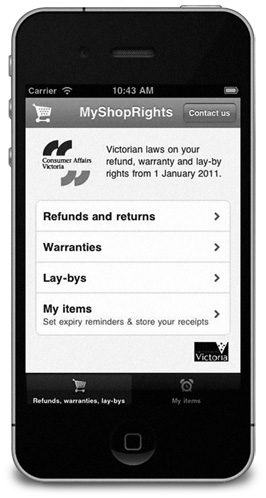 Carrier 10:43 AM
MyShopRights Contact us
Consumer Affairs
Victoria
Victorian laws on your
refund, warranty and lay-by
rights from 1 January 2011.
Refunds and returns
Warranties
Lay-bys
My items
Set expiry reminders & store your receipts
Victoria
Refunds, warranties, lay-bys My items